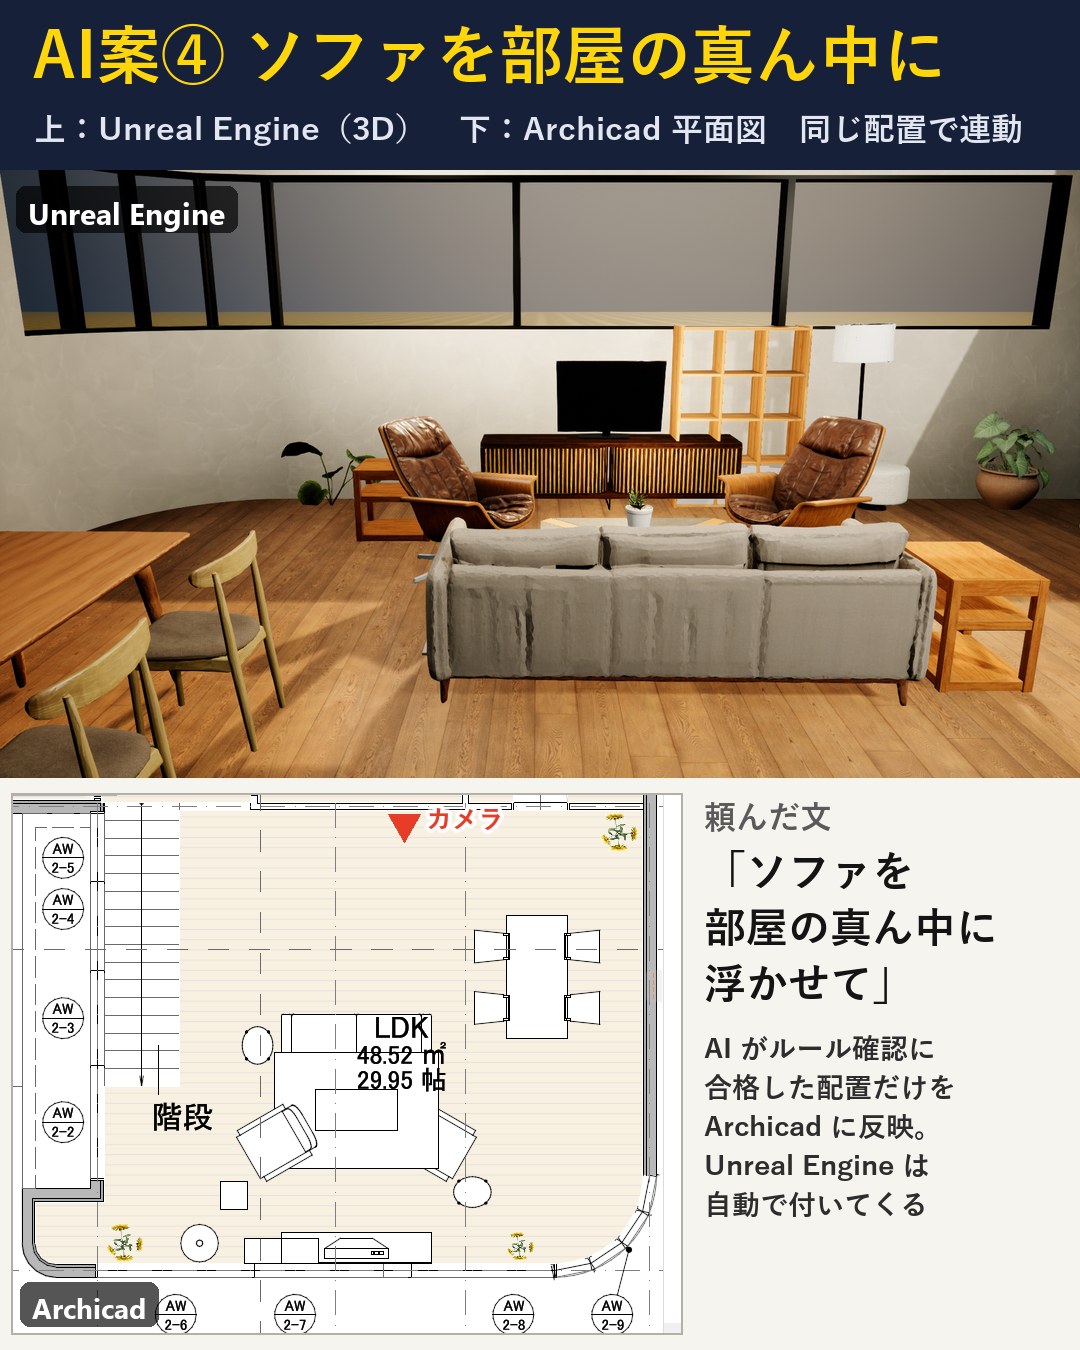 AI案④ ソファを部屋の真ん中に
上：Unreal Engine（3D）　下：Archicad 平面図　同じ配置で連動
Unreal Engine
カメラ
AW
2-5
AW
2-4
AW
2-3
AW
2-2
LDK
48.52 ㎡
29.95 帖
階段
Archicad
AW
2-6
AW
2-7
AW
2-8
AW
2-9
頼んだ文
「ソファを
部屋の真ん中に
浮かせて」
AI がルール確認に
合格した配置だけを
Archicad に反映。
Unreal Engine は
自動で付いてくる